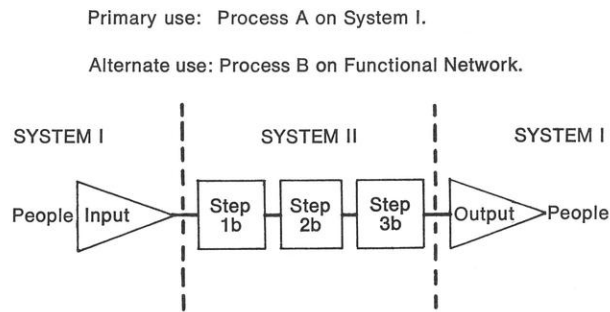 Primary use: Process A on System I.
Alternate use: Process B on Functional Network.
SYSTEM I
SYSTEM II
SYSTEM I
People
Input
Step
1b
Step
2b
Step
3b
Output
People